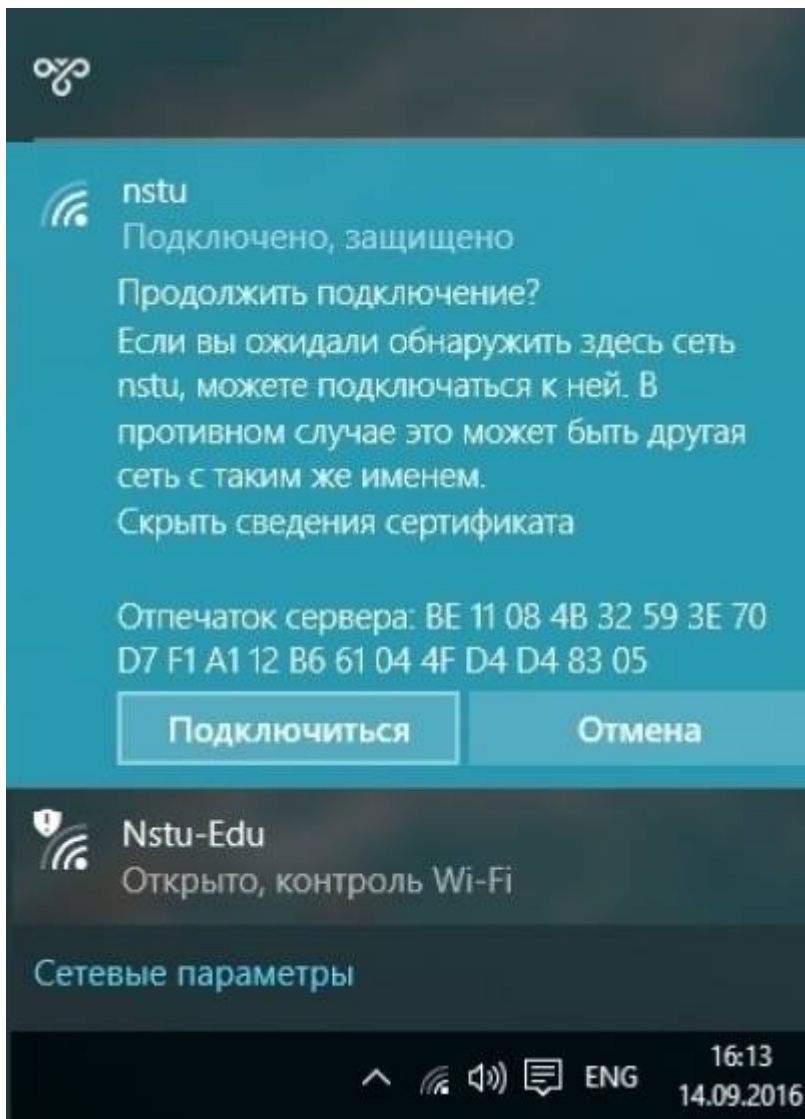 nstu
Подключено, защищено
Продолжить подключение?
Если вы ожидали обнаружить здесь сеть
nstu, можете подключаться к ней. В
противном случае это может быть другая
сеть с таким же именем.
Скрыть сведения сертификата
Отпечаток сервера: BE 11 08 4B 32 59 3E 70
D7 F1 A1 12 B6 61 04 4F D4 D4 83 05
Подключиться
Отмена
Nstu-Edu
Открыто, контроль Wi-Fi
Сетевые параметры
ENG
16:13
14.09.2016